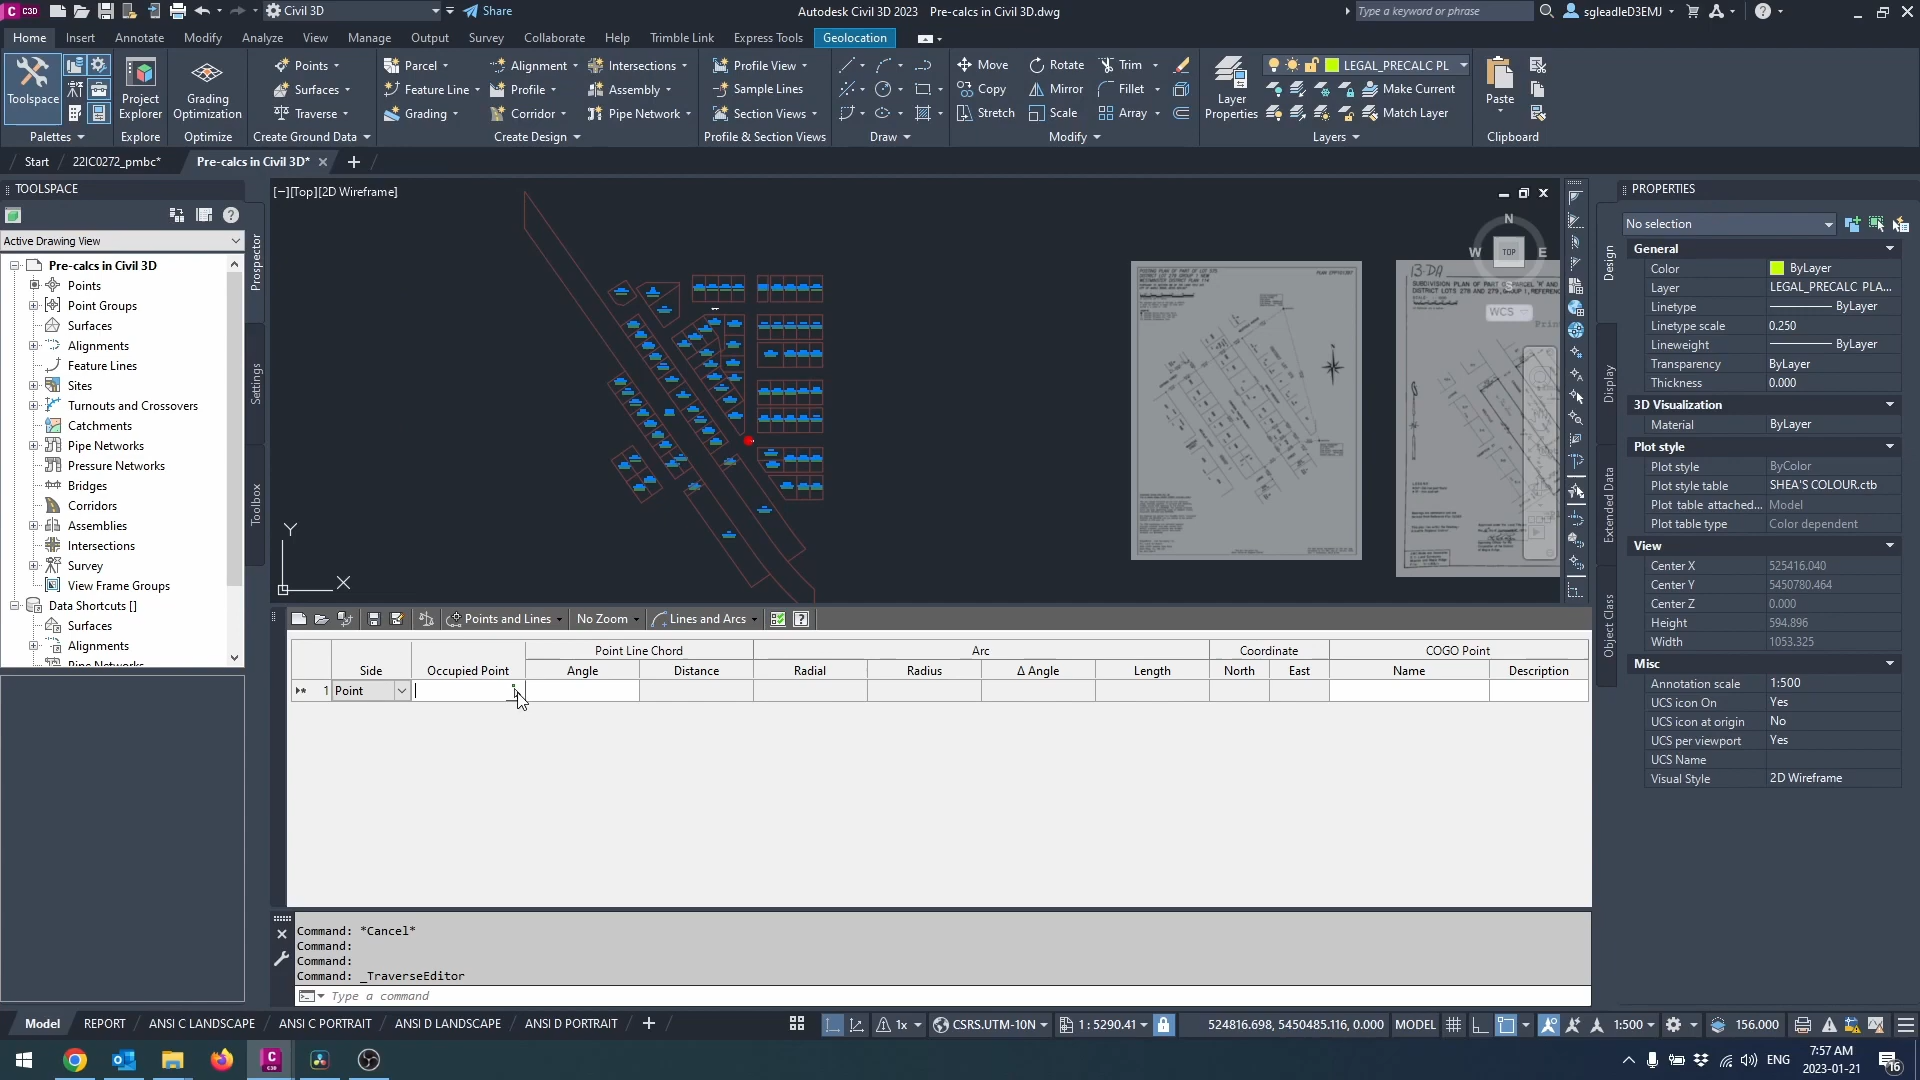 C3D
Civil 3D
Share
Autodesk Civil 3D 2023 Pre-calcs in Civil 3D.dwg
Type a keyword or phrase
sgleadleD3EMJ
Home Insert Annotate Modify Analyze View Manage Output Survey Collaborate Help Trimble Link Express Tools Geolocation
Toolspace
Palettes
Project Explorer
Explore
Grading Optimization
Optimize
Points
Surfaces
Traverse
Create Ground Data
Parcel
Feature Line
Grading
Alignment
Profile
Corridor
Intersections
Assembly
Pipe Network
Create Design
Profile View
Sample Lines
Section Views
Profile & Section Views
Draw
Move Rotate Trim
Copy Mirror Fillet
Stretch Scale Array
Modify
Layer Properties
LEGAL_PRECALC PL
Make Current
Match Layer
Layers
Paste
Clipboard
Start 22IC0272_pmbc* Pre-calcs in Civil 3D*
TOOLSPACE
Active Drawing View
Pre-calcs in Civil 3D
Points
Point Groups
Surfaces
Alignments
Feature Lines
Sites
Turnouts and Crossovers
Catchments
Pipe Networks
Pressure Networks
Bridges
Corridors
Assemblies
Intersections
Survey
View Frame Groups
Data Shortcuts []
Surfaces
Alignments
Pipe Networks
Prospector
Settings
Toolbox
[−][Top][2D Wireframe]
Y
X
N
W TOP E
WCS
Points and Lines No Zoom Lines and Arcs
Point Line Chord Arc Coordinate COGO Point
Side Occupied Point Angle Distance Radial Radius Δ Angle Length North East Name Description
1 Point
Command: *Cancel*
Command:
Command:
Command: _TraverseEditor
Type a command
PROPERTIES
No selection
Design
Display
Extended Data
Object Class
General
Color ByLayer
Layer LEGAL_PRECALC PLA...
Linetype ByLayer
Linetype scale 0.250
Lineweight ByLayer
Transparency ByLayer
Thickness 0.000
3D Visualization
Material ByLayer
Plot style
Plot style ByColor
Plot style table SHEA'S COLOUR.ctb
Plot table attached... Model
Plot table type Color dependent
View
Center X 525416.040
Center Y 5450780.464
Center Z 0.000
Height 594.896
Width 1053.325
Misc
Annotation scale 1:500
UCS icon On Yes
UCS icon at origin No
UCS per viewport Yes
UCS Name
Visual Style 2D Wireframe
Model REPORT ANSI C LANDSCAPE ANSI C PORTRAIT ANSI D LANDSCAPE ANSI D PORTRAIT
1x CSRS.UTM-10N 1 : 5290.41 524816.698, 5450485.116, 0.000 MODEL 1:500 156.000
ENG
7:57 AM
2023-01-21
16